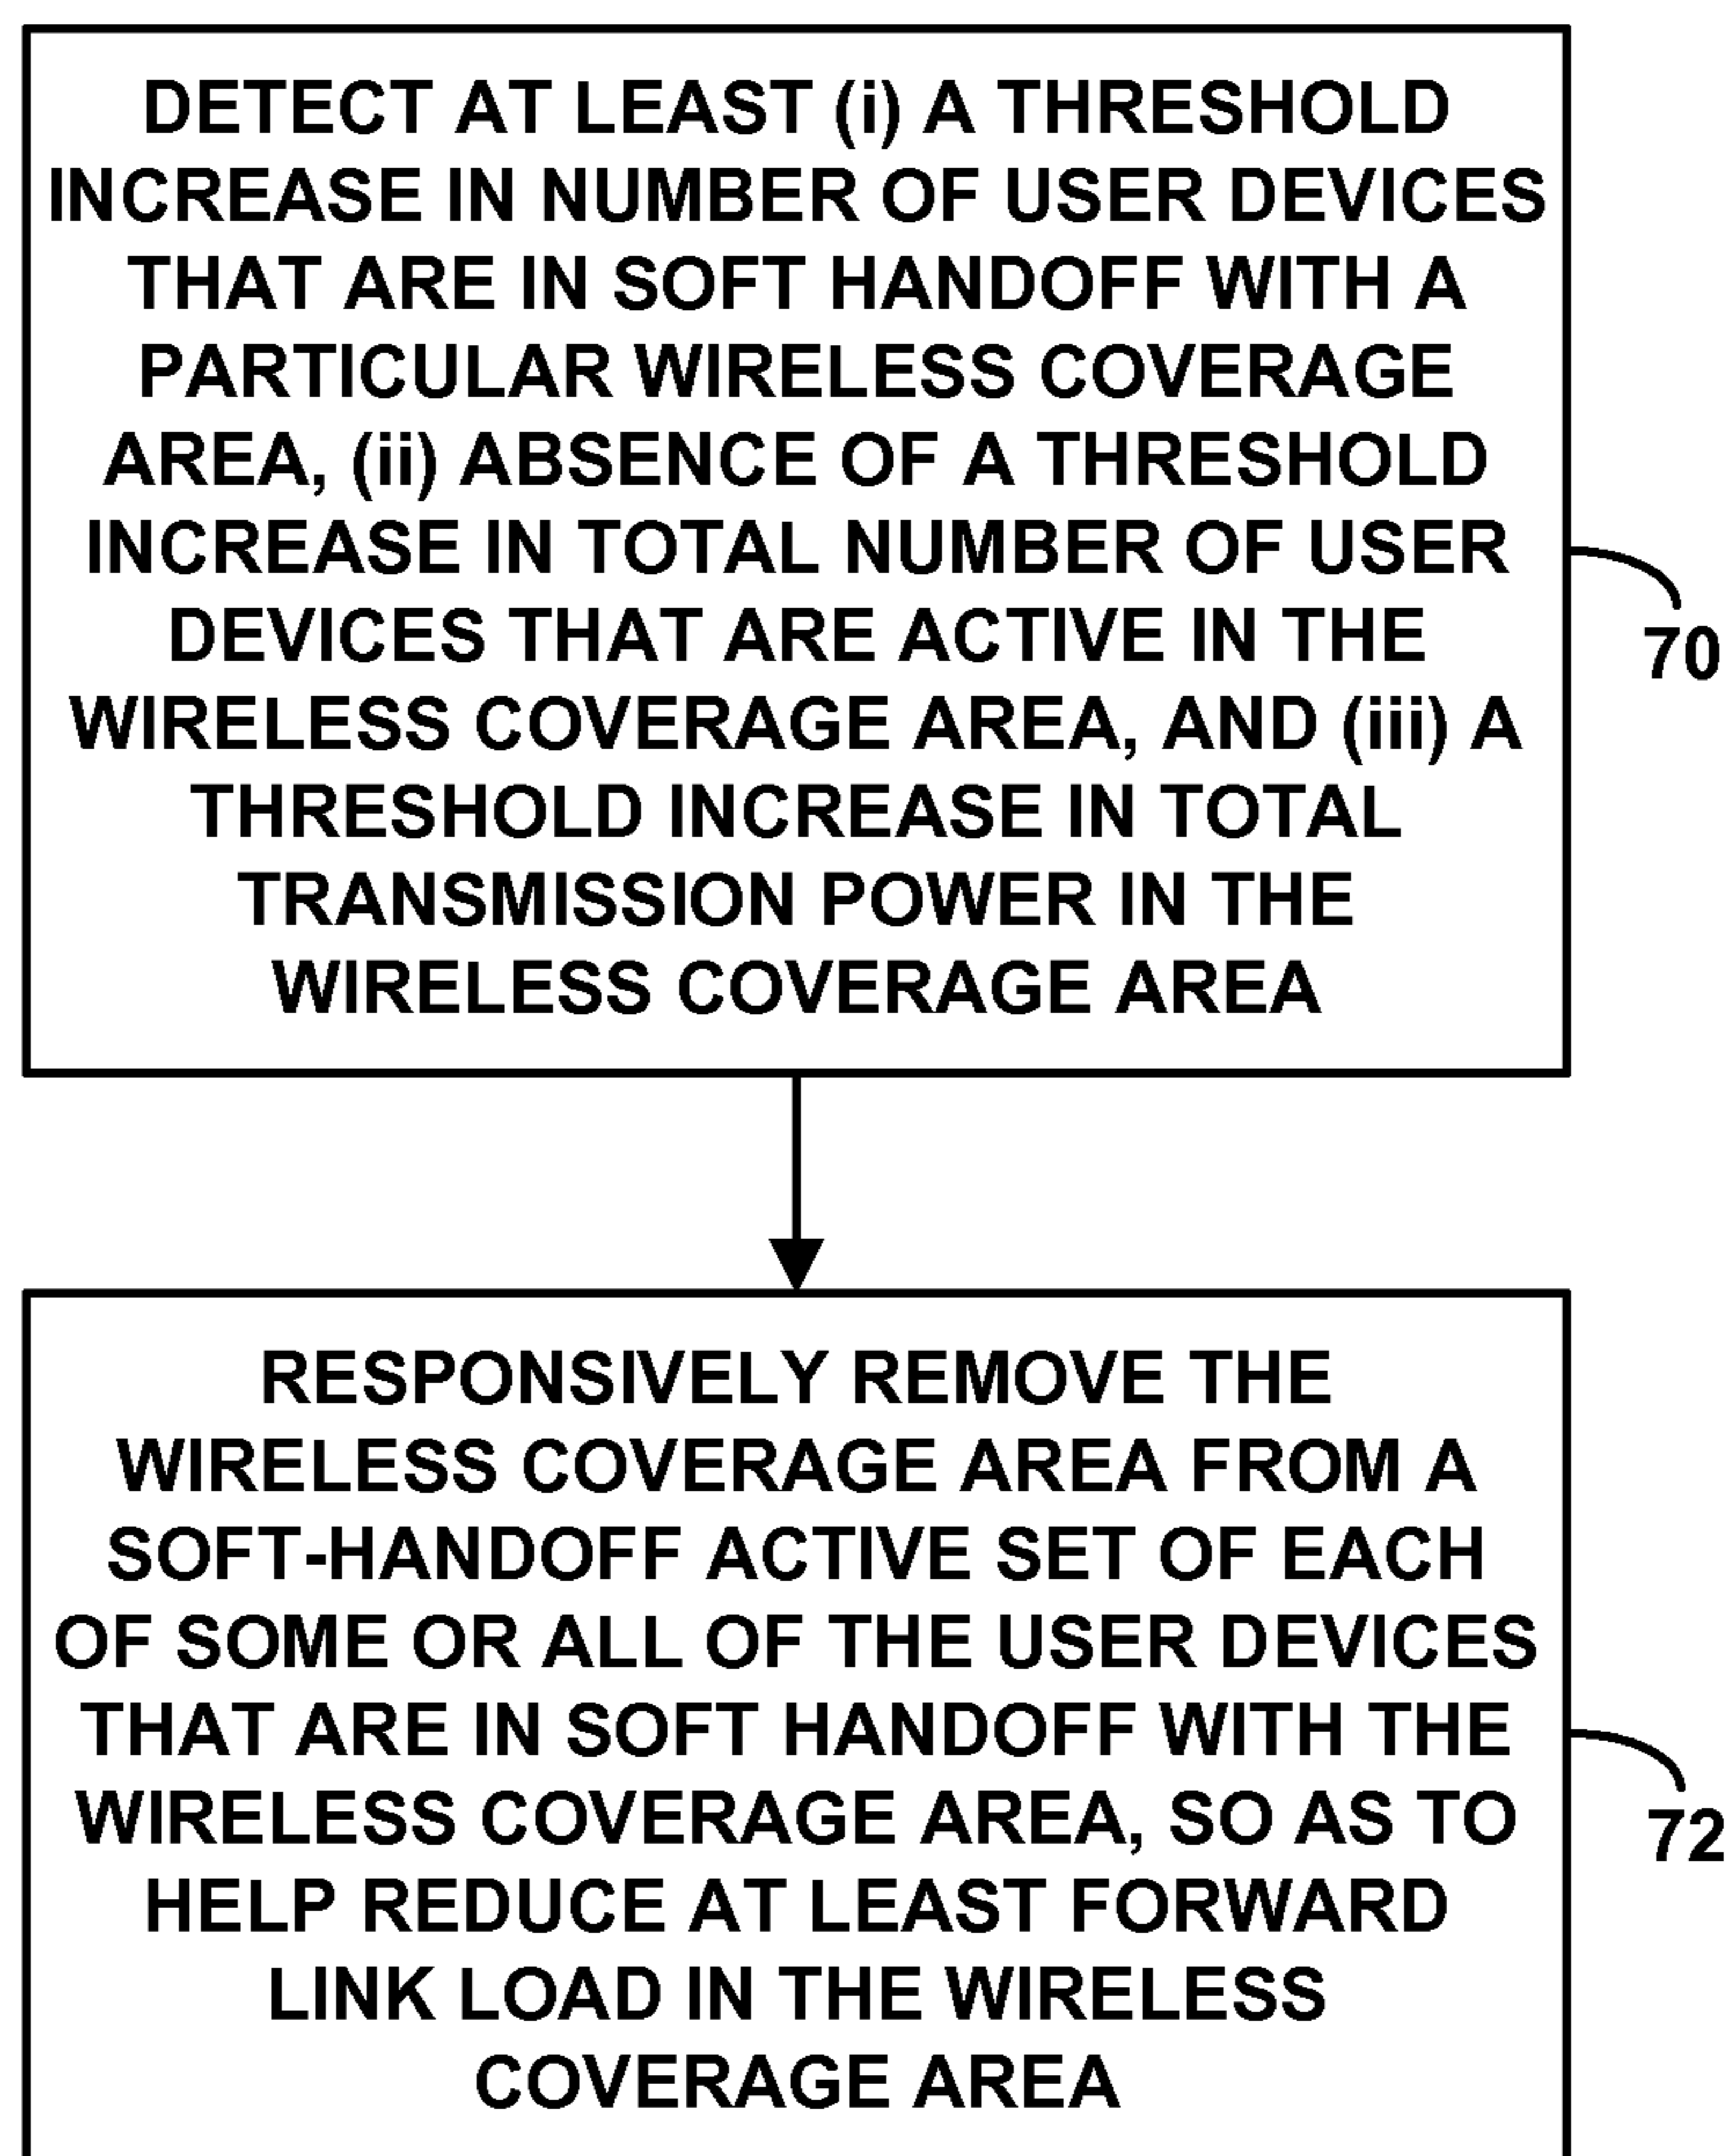 DETECT AT LEAST (i) A THRESHOLD
INCREASE IN NUMBER OF USER DEVICES
THAT ARE IN SOFT HANDOFF WITH A
PARTICULAR WIRELESS COVERAGE
AREA, (ii) ABSENCE OF A THRESHOLD
INCREASE IN TOTAL NUMBER OF USER
DEVICES THAT ARE ACTIVE IN THE
WIRELESS COVERAGE AREA, AND (iii) A
THRESHOLD INCREASE IN TOTAL
TRANSMISSION POWER IN THE
WIRELESS COVERAGE AREA
70
RESPONSIVELY REMOVE THE
WIRELESS COVERAGE AREA FROM A
SOFT-HANDOFF ACTIVE SET OF EACH
OF SOME OR ALL OF THE USER DEVICES
THAT ARE IN SOFT HANDOFF WITH THE
WIRELESS COVERAGE AREA, SO AS TO
HELP REDUCE AT LEAST FORWARD
LINK LOAD IN THE WIRELESS
COVERAGE AREA
72